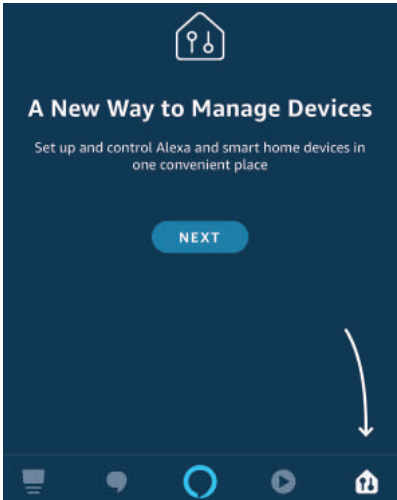 A New Way to Manage Devices
Set up and control Alexa and smart home devices in
one convenient place
NEXT